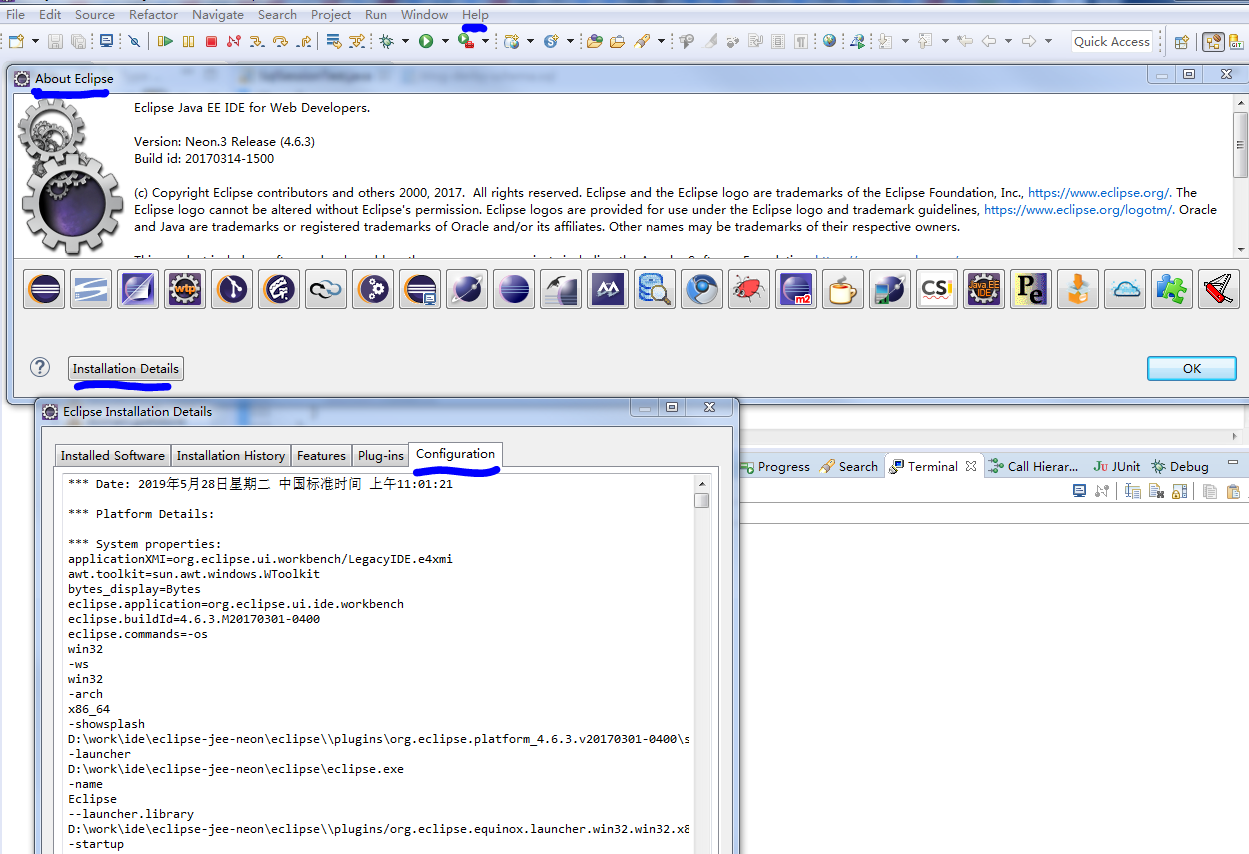 File Edit Source Refactor Navigate Search Project Run Window Help
Quick Access
About Eclipse
Eclipse Java EE IDE for Web Developers.
Version: Neon.3 Release (4.6.3)
Build id: 20170314-1500
(c) Copyright Eclipse contributors and others 2000, 2017.  All rights reserved. Eclipse and the Eclipse logo are trademarks of the Eclipse Foundation, Inc., https://www.eclipse.org/. The
Eclipse logo cannot be altered without Eclipse's permission. Eclipse logos are provided for use under the Eclipse logo and trademark guidelines, https://www.eclipse.org/logotm/. Oracle
and Java are trademarks or registered trademarks of Oracle and/or its affiliates. Other names may be trademarks of their respective owners.
wtp m2 CSi Java EE IDE Pe
Installation Details
OK
Eclipse Installation Details
Installed Software Installation History Features Plug-ins Configuration
Progress Search Terminal Call Hierar... JUnit Debug
*** Date: 2019年5月28日星期二 中国标准时间 上午11:01:21
*** Platform Details:
*** System properties:
applicationXMI=org.eclipse.ui.workbench/LegacyIDE.e4xmi
awt.toolkit=sun.awt.windows.WToolkit
bytes_display=Bytes
eclipse.application=org.eclipse.ui.ide.workbench
eclipse.buildId=4.6.3.M20170301-0400
eclipse.commands=-os
win32
-ws
win32
-arch
x86_64
-showsplash
D:\work\ide\eclipse-jee-neon\eclipse\\plugins\org.eclipse.platform_4.6.3.v20170301-0400\s
-launcher
D:\work\ide\eclipse-jee-neon\eclipse\eclipse.exe
-name
Eclipse
--launcher.library
D:\work\ide\eclipse-jee-neon\eclipse\\plugins/org.eclipse.equinox.launcher.win32.win32.x8
-startup